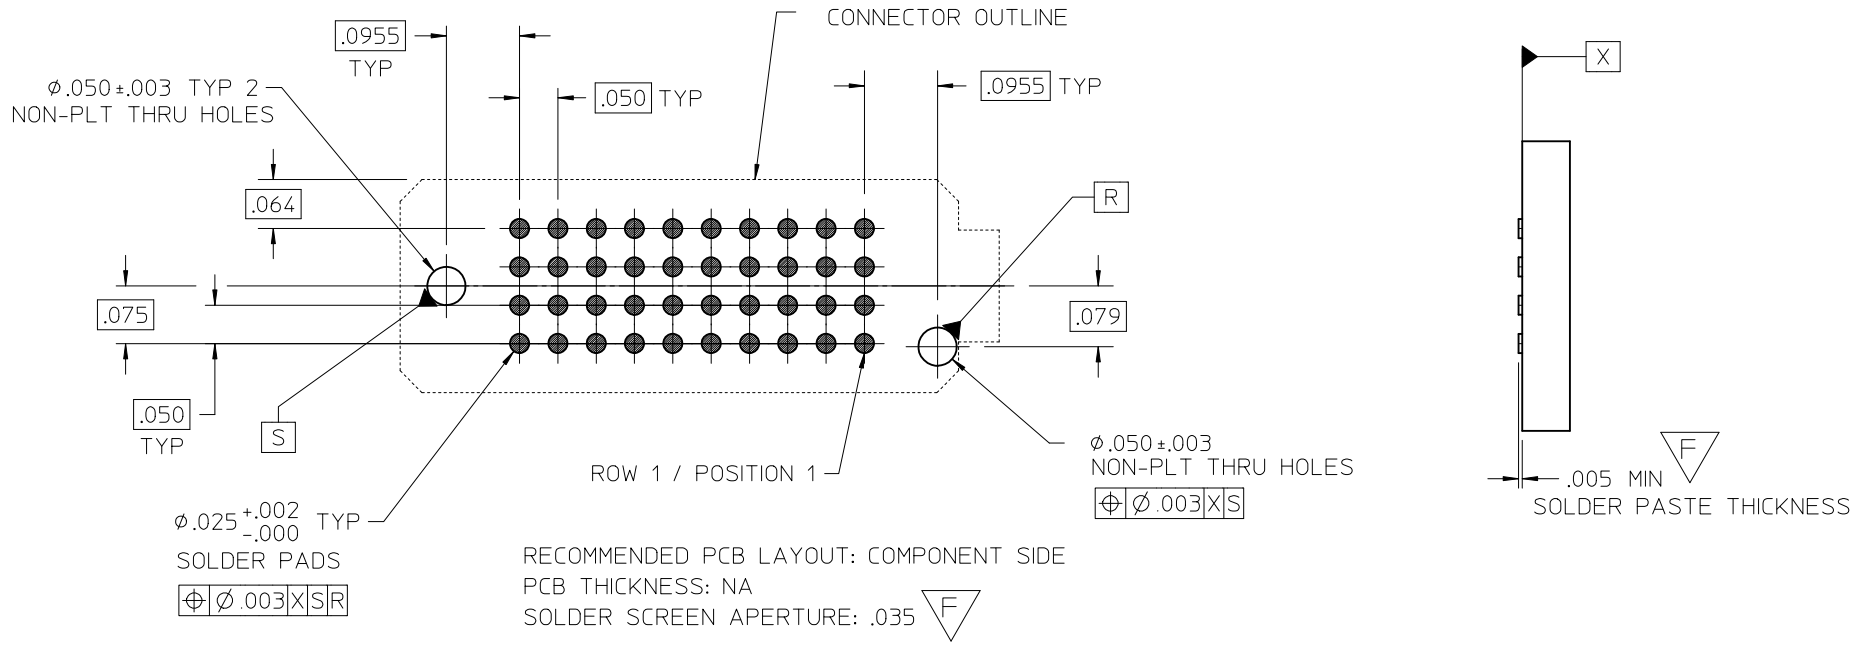 CONNECTOR OUTLINE
.0955
TYP
X
Ø.050±.003 TYP 2
NON-PLT THRU HOLES
.050 TYP
.0955 TYP
.064
R
.075
.079
.050
TYP
S
ROW 1 / POSITION 1
Ø.050±.003
NON-PLT THRU HOLES
⌖ Ø.003 X S
F
.005 MIN
SOLDER PASTE THICKNESS
Ø.025 +.002 -.000 TYP
SOLDER PADS
⌖ Ø.003 X S R
RECOMMENDED PCB LAYOUT: COMPONENT SIDE
PCB THICKNESS: NA
SOLDER SCREEN APERTURE: .035 F